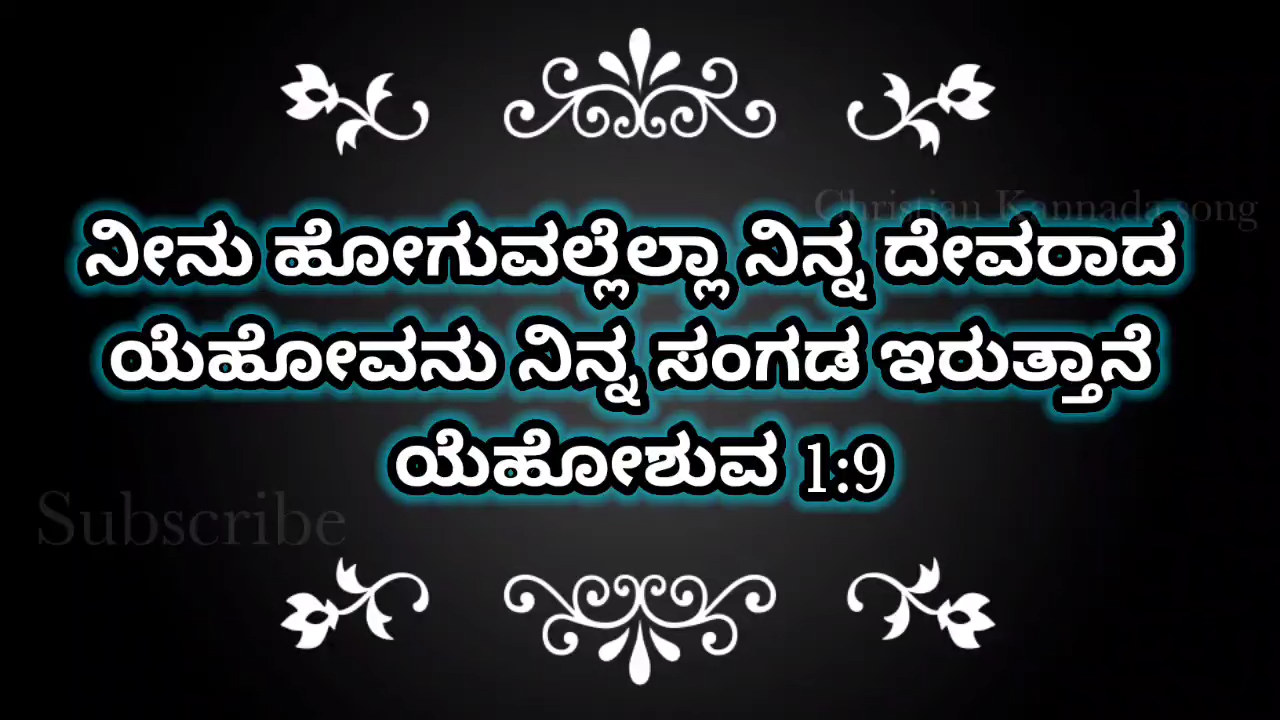 Christian Kannada song
ನೀನು ಹೋಗುವಲ್ಲೆಲ್ಲಾ ನಿನ್ನ ದೇವರಾದ
ಯೆಹೋವನು ನಿನ್ನ ಸಂಗಡ ಇರುತ್ತಾನೆ
ಯೆಹೋಶುವ 1:9
Subscribe